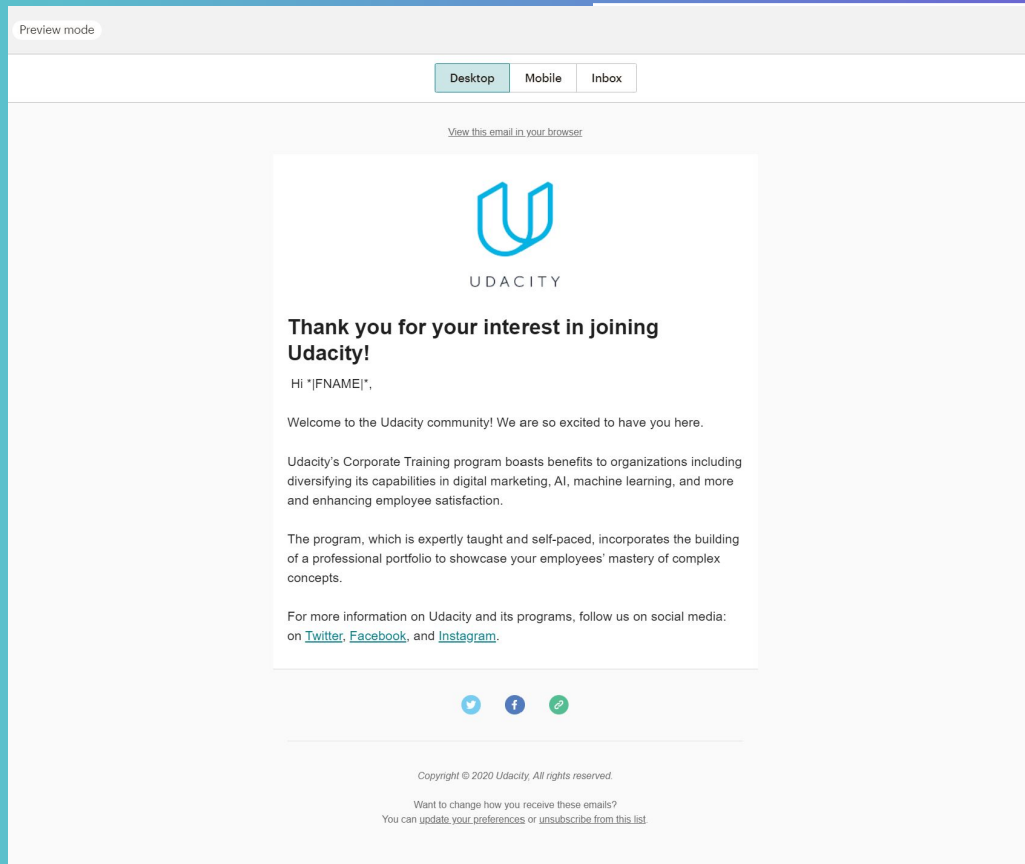 Preview mode
Desktop Mobile Inbox
View this email in your browser
UDACITY
Thank you for your interest in joining
Udacity!
Hi *|FNAME|*,
Welcome to the Udacity community! We are so excited to have you here.
Udacity's Corporate Training program boasts benefits to organizations including
diversifying its capabilities in digital marketing, AI, machine learning, and more
and enhancing employee satisfaction.
The program, which is expertly taught and self-paced, incorporates the building
of a professional portfolio to showcase your employees' mastery of complex
concepts.
For more information on Udacity and its programs, follow us on social media:
on Twitter, Facebook, and Instagram.
Copyright © 2020 Udacity, All rights reserved.
Want to change how you receive these emails?
You can update your preferences or unsubscribe from this list.